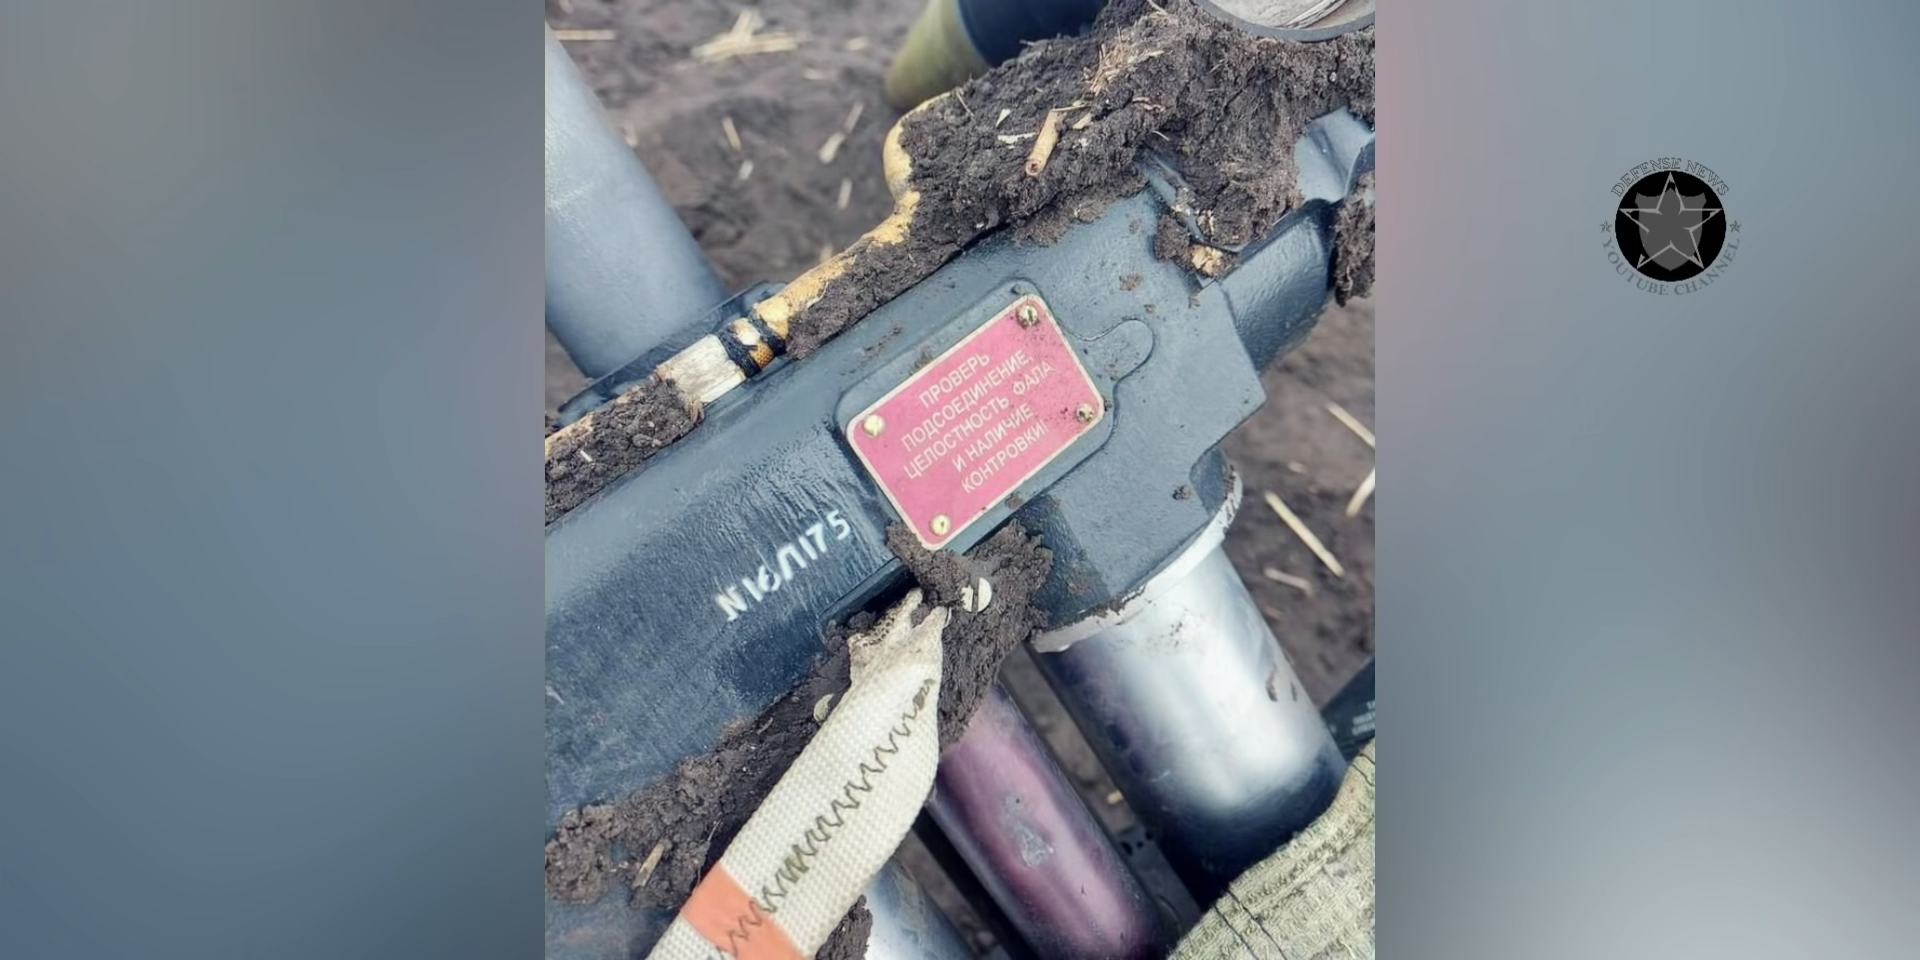 DEFENSE NEWS
YOUTUBE CHANNEL
ПРОВЕРЬ
ПОДСОЕДИНЕНИЕ,
ЦЕЛОСТНОСТЬ ФАЛА
И НАЛИЧИЕ
КОНТРОВКИ!
N16Л175